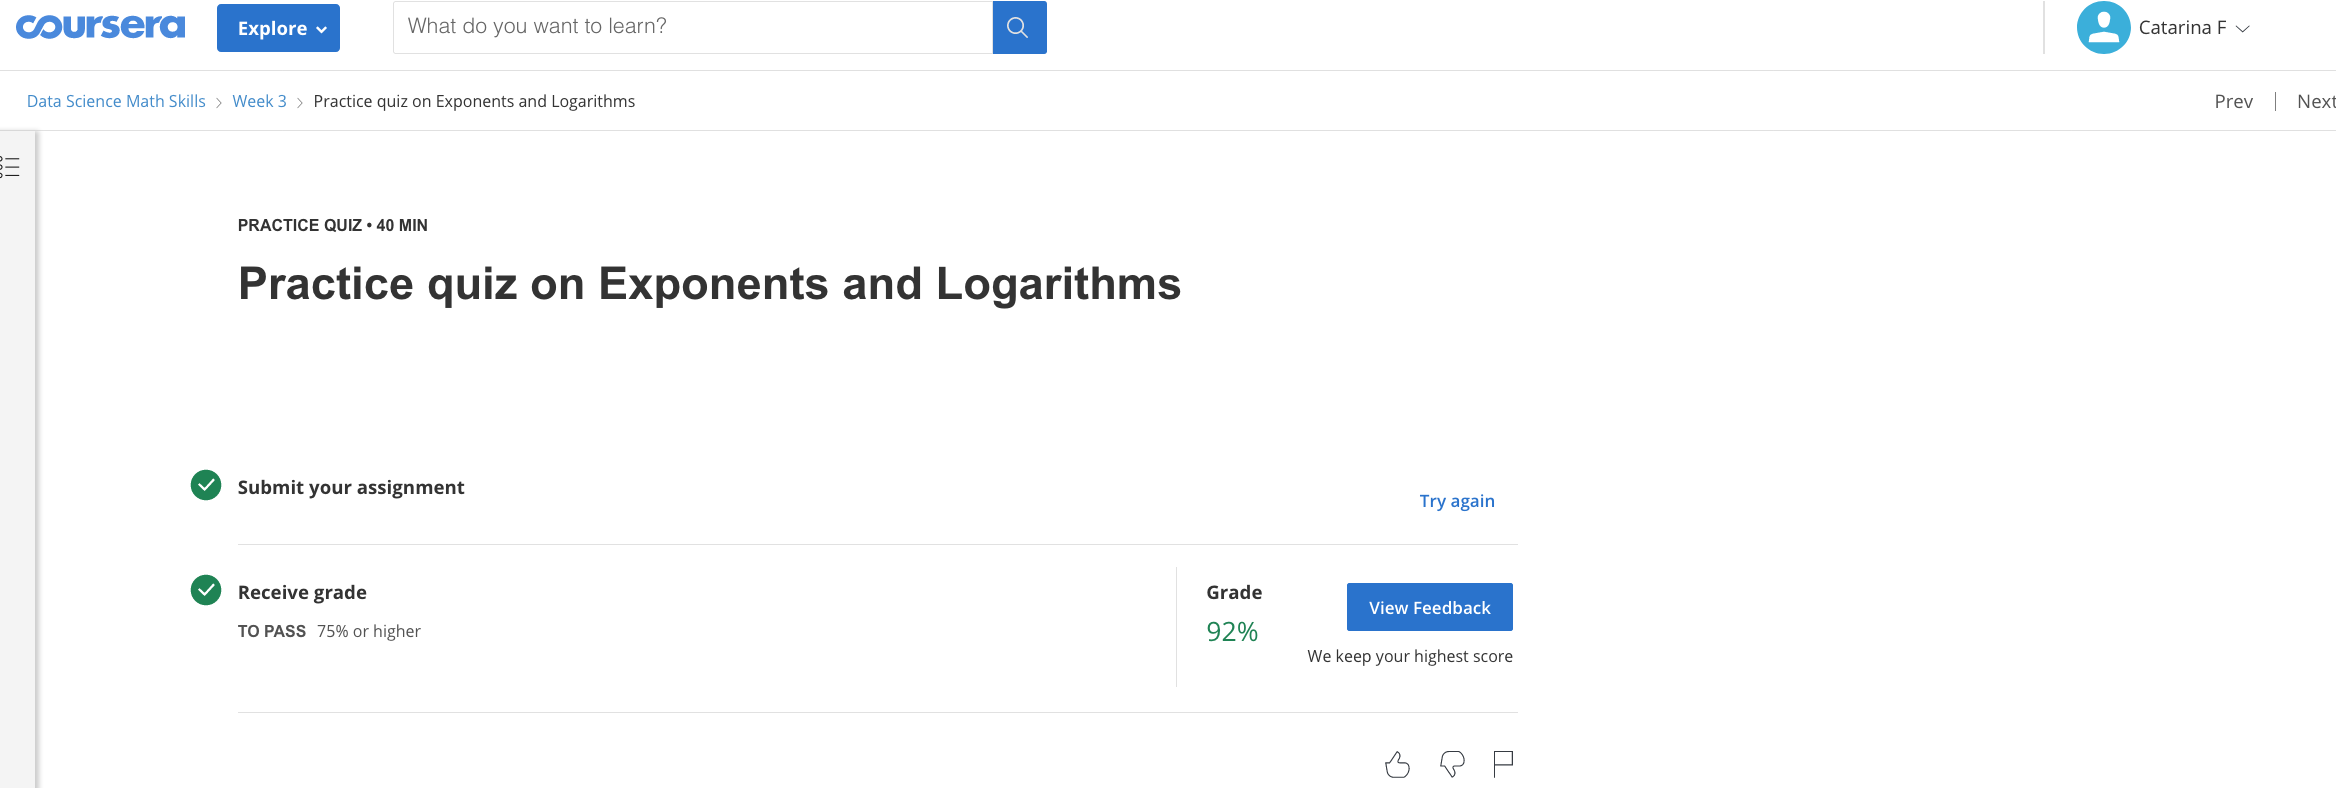 coursera Explore What do you want to learn? Catarina F
Data Science Math Skills Week 3 Practice quiz on Exponents and Logarithms Prev Next
PRACTICE QUIZ • 40 MIN
Practice quiz on Exponents and Logarithms
Submit your assignment
Try again
Receive grade
TO PASS 75% or higher
Grade
92%
View Feedback
We keep your highest score